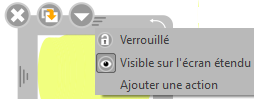 Verrouillé
Visible sur l'écran étendu
Ajouter une action